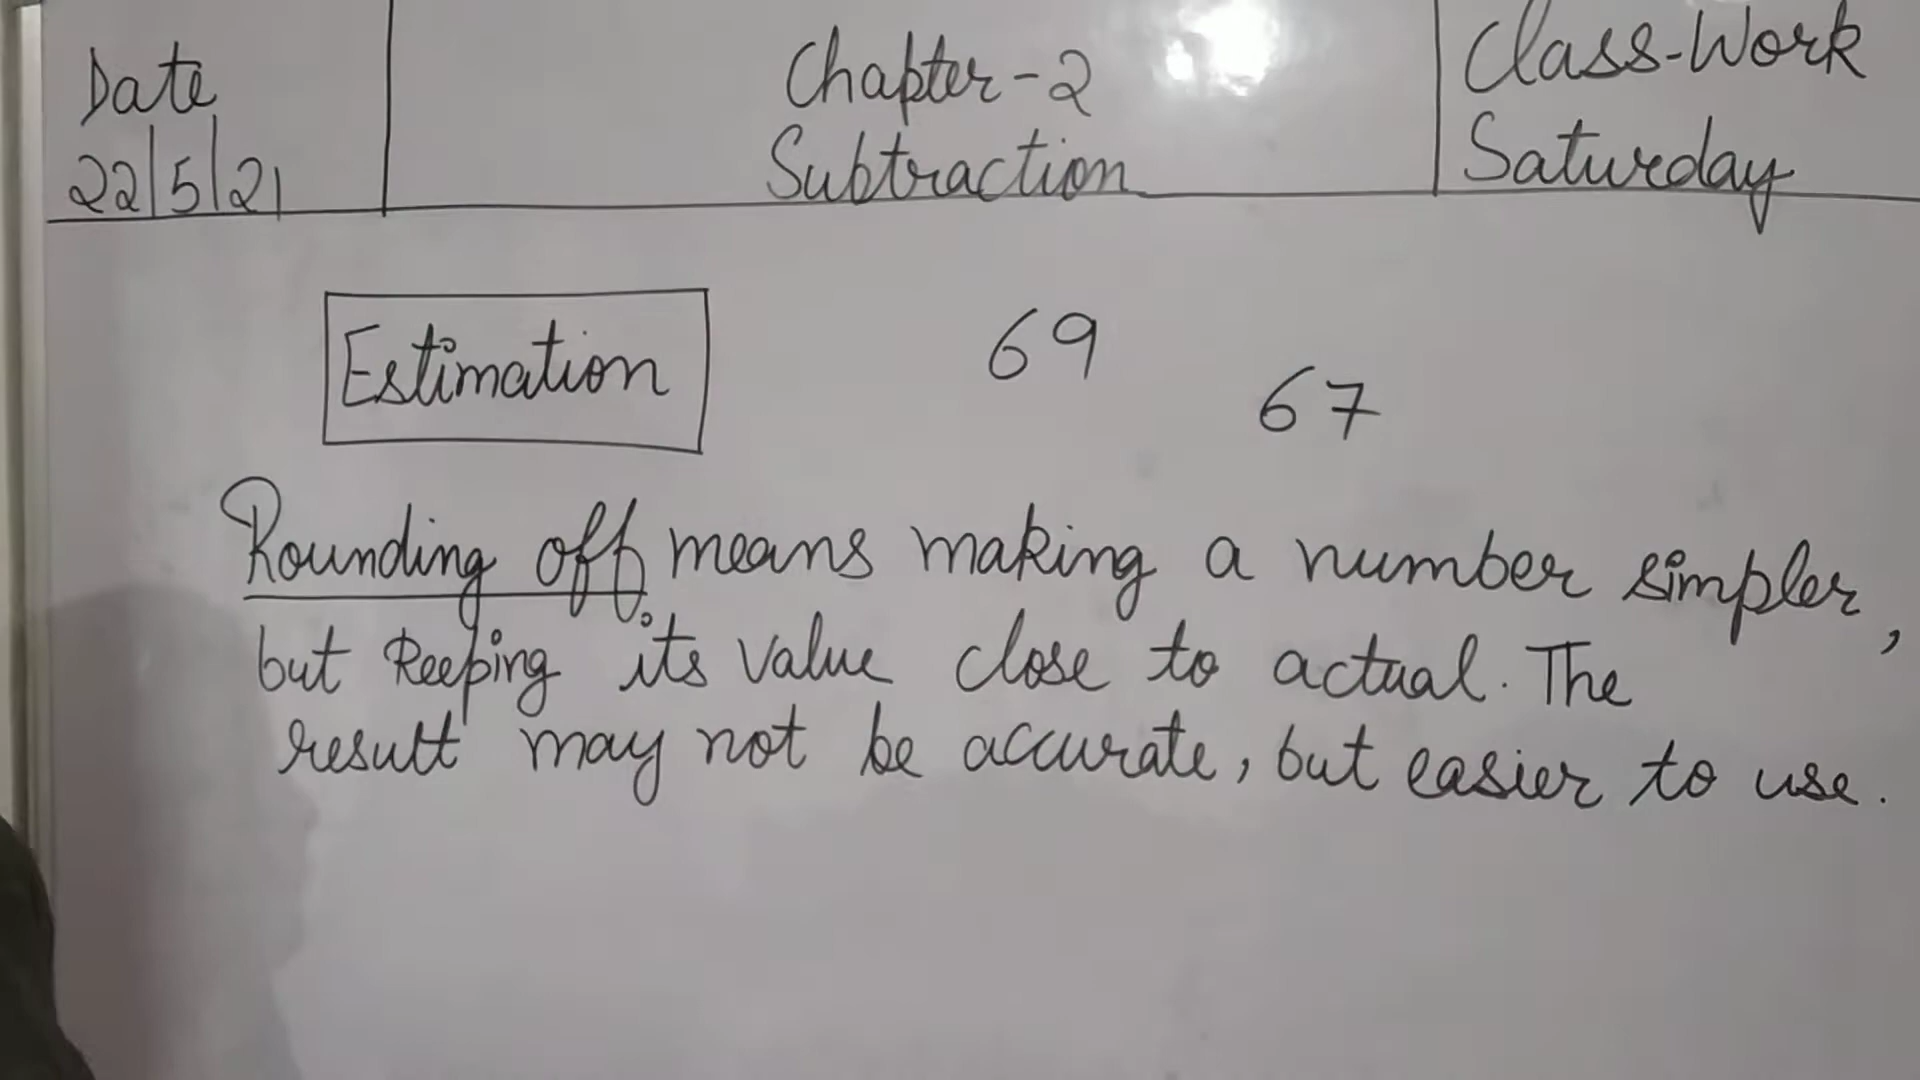 Date
22/5/21
Chapter-2
Subtraction
Class-Work
Saturday
Estimation
69
67
Rounding off means making a number simpler,
but keeping its value close to actual. The
result may not be accurate, but easier to use.